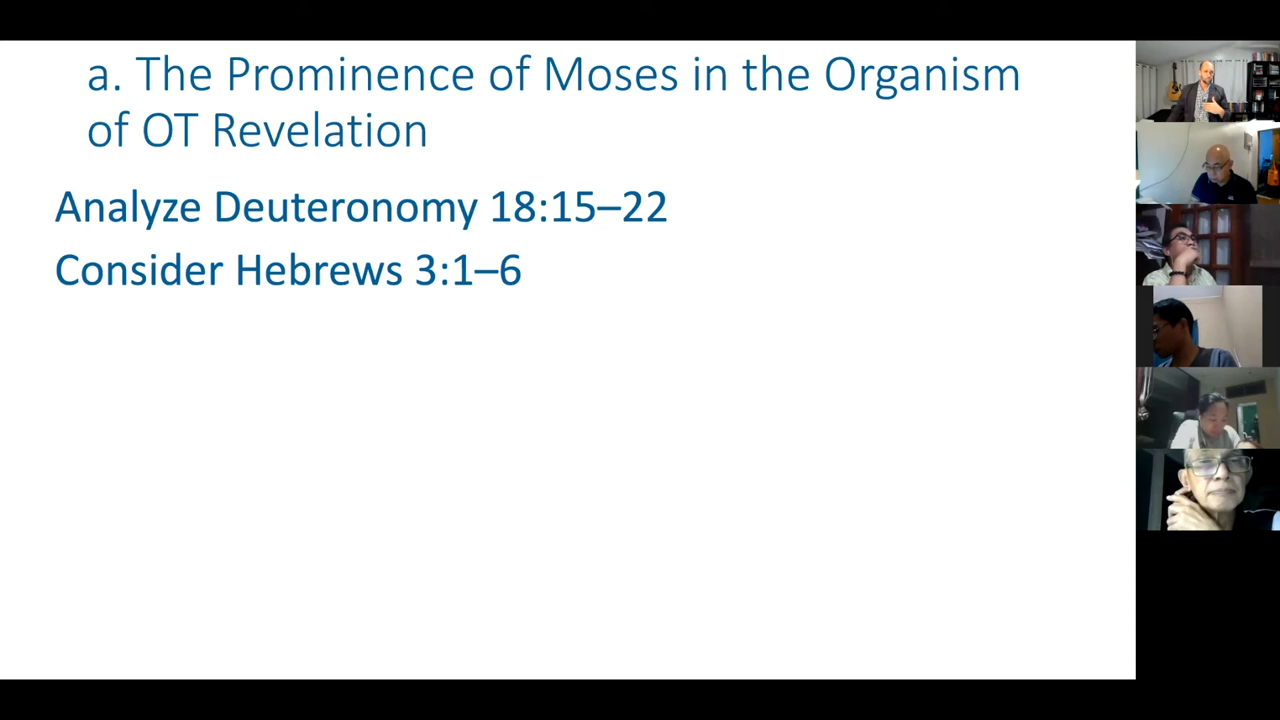 a. The Prominence of Moses in the Organism
of OT Revelation
Analyze Deuteronomy 18:15–22
Consider Hebrews 3:1–6